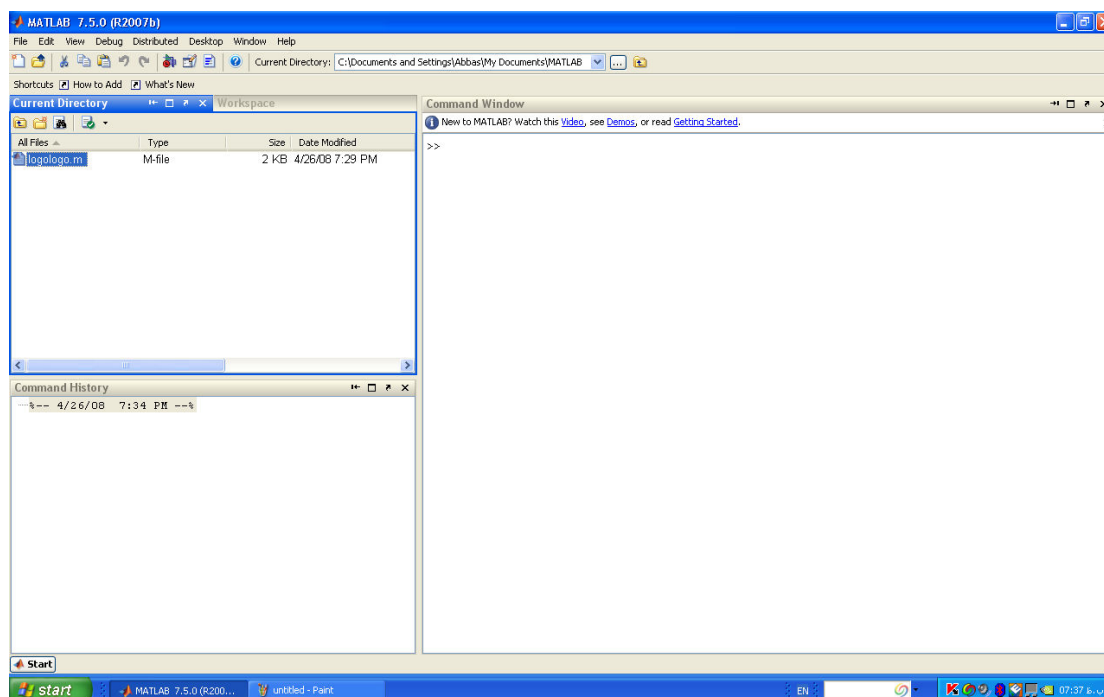 MATLAB 7.5.0 (R2007b)
File Edit View Debug Distributed Desktop Window Help
Current Directory: C:\Documents and Settings\Abbas\My Documents\MATLAB
Shortcuts How to Add What's New
Current Directory Workspace
All Files Type Size Date Modified
logologo.m M-file 2 KB 4/26/08 7:29 PM
Command History
%-- 4/26/08 7:34 PM --%
Command Window
New to MATLAB? Watch this Video, see Demos, or read Getting Started.
>>
Start
start MATLAB 7.5.0 (R200... untitled - Paint EN 07:37 ب.ظ